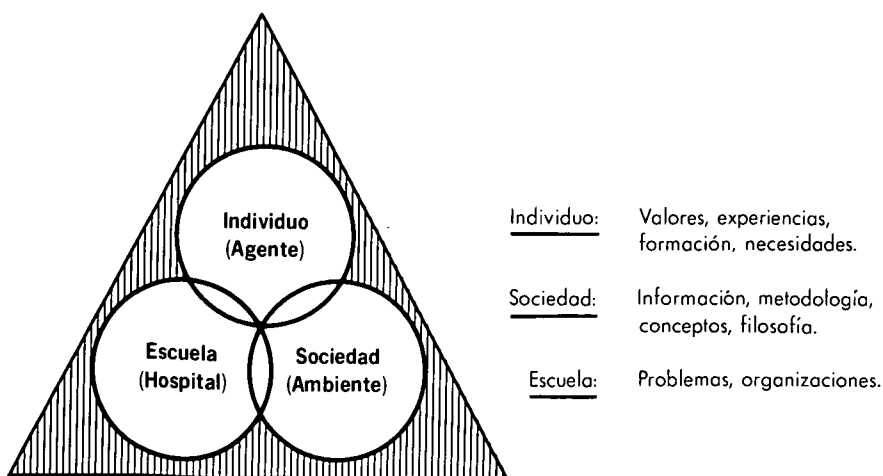 Individuo
(Agente)
Escuela
(Hospital)
Sociedad
(Ambiente)
Individuo: Valores, experiencias,
formación, necesidades.
Sociedad: Información, metodología,
conceptos, filosofía.
Escuela: Problemas, organizaciones.